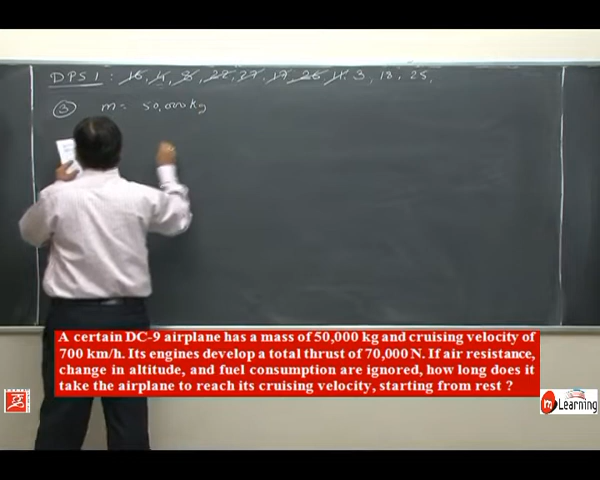 DPS 1 : 16, 4, 8, 22, 27, 17, 26, 11, 3, 18, 25,
③ m = 50,000 kg
A certain DC-9 airplane has a mass of 50,000 kg and cruising velocity of
700 km/h. Its engines develop a total thrust of 70,000 N. If air resistance,
change in altitude, and fuel consumption are ignored, how long does it
take the airplane to reach its cruising velocity, starting from rest ?
m Learning